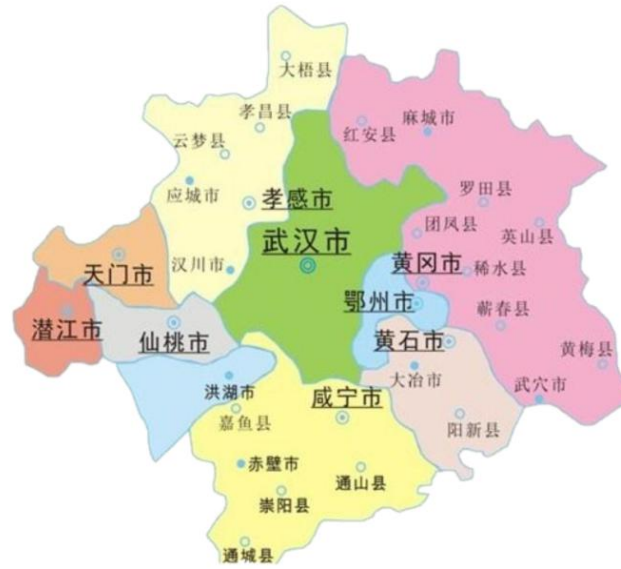 大悟县
孝昌县
麻城市
红安县
云梦县
应城市
孝感市
罗田县
团凤县
英山县
武汉市
汉川市
黄冈市
浠水县
天门市
鄂州市
蕲春县
潜江市
仙桃市
黄石市
黄梅县
大冶市
武穴市
洪湖市
咸宁市
嘉鱼县
阳新县
赤壁市
通山县
崇阳县
通城县